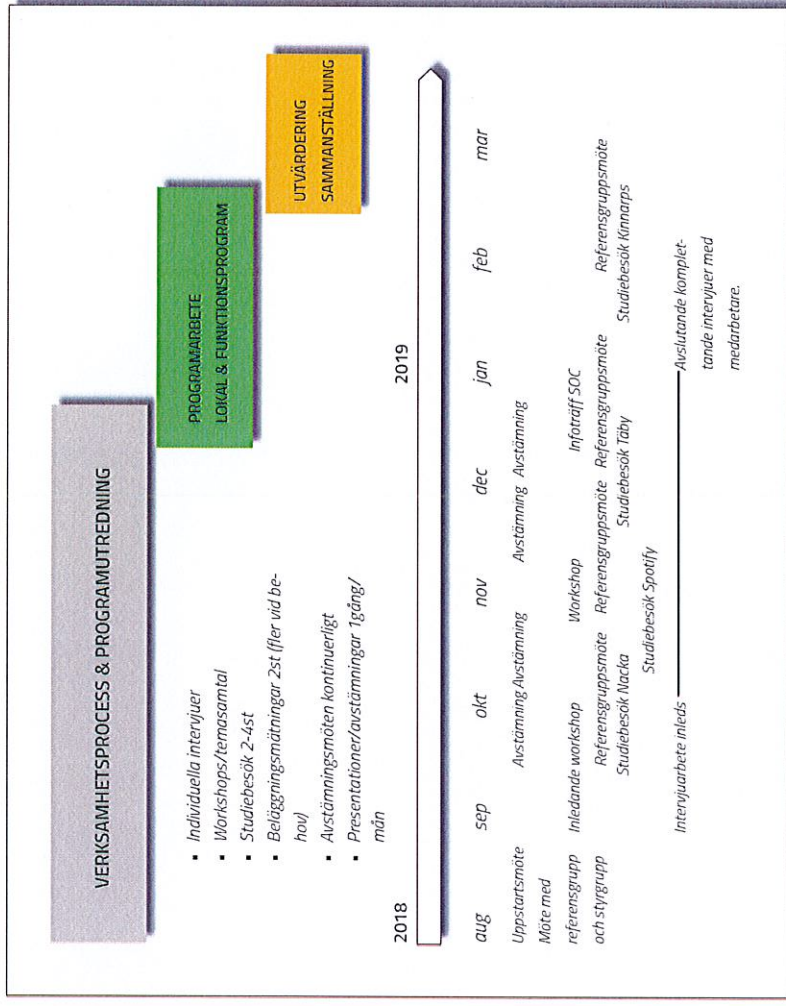 VERKSAMHETSPROCESS & PROGRAMUTREDNING
PROGRAMARBETE
LOKAL & FUNKTIONSPROGRAM
UTVÄRDERING
SAMMANSTÄLLNING
▪ Individuella intervjuer
▪ Workshops/temasamtal
▪ Studiebesök 2-4st
▪ Beläggningsmätningar 2st (fler vid be-
hov)
▪ Avstämningsmöten kontinuerligt
▪ Presentationer/avstämningar 1gång/
mån
2018 2019
aug sep okt nov dec jan feb mar
Uppstartsmöte Avstämning Avstämning Avstämning Avstämning
Möte med
referensgrupp Inledande workshop Workshop Infoträff SOC
och styrgrupp Referensgruppsmöte Referensgruppsmöte Referensgruppsmöte Referensgruppsmöte
Studiebesök Nacka Studiebesök Täby Studiebesök Kinnarps
Studiebesök Spotify
Intervjuarbete inleds Avslutande komplet-
tande intervjuer med
medarbetare.